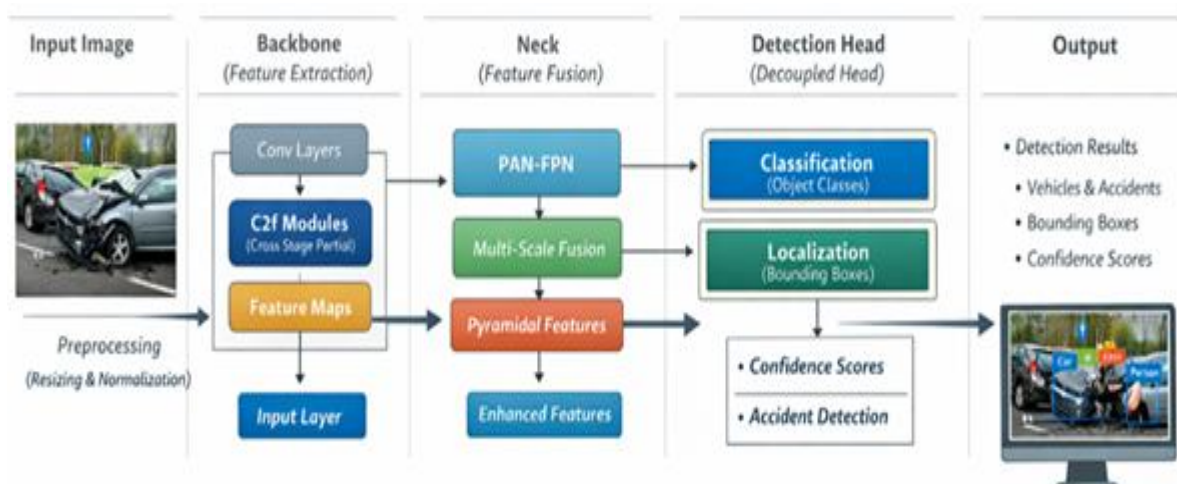 Input Image
Preprocessing
(Resizing & Normalization)
Backbone
(Feature Extraction)
Conv Layers
C2f Modules
(Cross Stage Partial)
Feature Maps
Input Layer
Neck
(Feature Fusion)
PAN-FPN
Multi-Scale Fusion
Pyramidal Features
Enhanced Features
Detection Head
(Decoupled Head)
Classification
(Object Classes)
Localization
(Bounding Boxes)
• Confidence Scores
• Accident Detection
Output
• Detection Results
• Vehicles & Accidents
• Bounding Boxes
• Confidence Scores
Car
Person